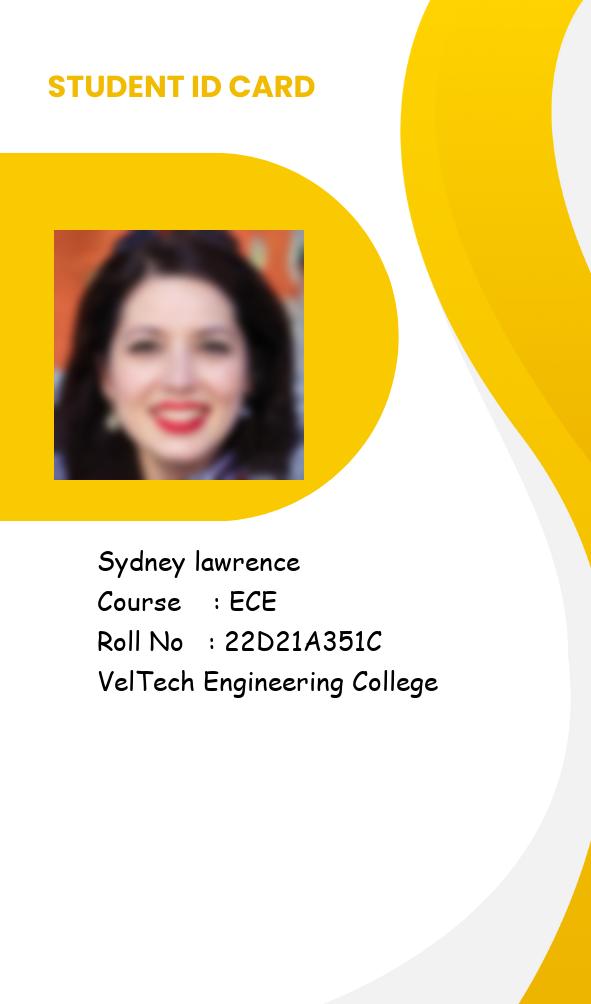 STUDENT ID CARD
Sydney lawrence
Course : ECE
Roll No : 22D21A351C
VelTech Engineering College